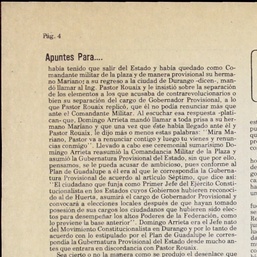 Pág. 4
Apuntes Para....
había tenido que salir del Estado y había quedado como Co-
mandante militar de la plaza y de manera provisional su herma-
no Mariano; a su regreso a la ciudad de Durango -dicen-, man-
dó llamar al Ing. Pastor Rouaix y le insistió sobre la separación
de los elementos a los que acusaba de contrarevolucionarios o
bien su separación del cargo de Gobernador Provisional, a lo
que Pastor Rouaix replicó, que él no podía renunciar más que
ante el Comandante Militar. Al escuchar esa respuesta -plati-
can- que, Domingo Arrieta mandó llamar a toda prisa a su her-
mano Mariano y que una vez que éste había llegado ante él y
Pastor Rouaix, le dijo más o menos estas palabras: "Mira Ma-
riano, Pastor va a renunciar contigo y luego tu vienes y renun-
cias conmigo". Llevado a cabo ese ceremonial sumarísimo Do-
mingo Arrieta reasumió la Comandancia Militar de la Plaza y
asumió la Gubernatura Provisional del Estado, sin que por ello,
pensamos, se le pueda acusar de ambicioso, pues conforme al
Plan de Guadalupe a él era al que le correspondía la Guberna-
tura Provisional de acuerdo al artículo Séptimo, que dice así:
"El ciudadano que funja como Primer Jefe del Ejército Consti-
tucionalista en los Estados cuyos Gobiernos hubieren reconoci-
do al de Huerta, asumirá el cargo de Gobernador Provisional y
convocará a elecciones locales después de que hayan tomado
posesión de sus cargos los ciudadanos que hubieren sido elec-
tos para desempeñar los altos Poderes de la Federación, como
lo previene la base anterior". Domingo Arrieta era el Jefe nato
del Movimiento Constitucionalista en Durango y por lo tanto de
acuerdo con lo estipulado por el Plan de Guadalupe le corres-
pondía la Gubernatura Provisional del Estado desde mucho an-
tes que entrara en discordancia con Pastor Rouaix.
Sea cierto o no la manera como se produjo el desenlace que